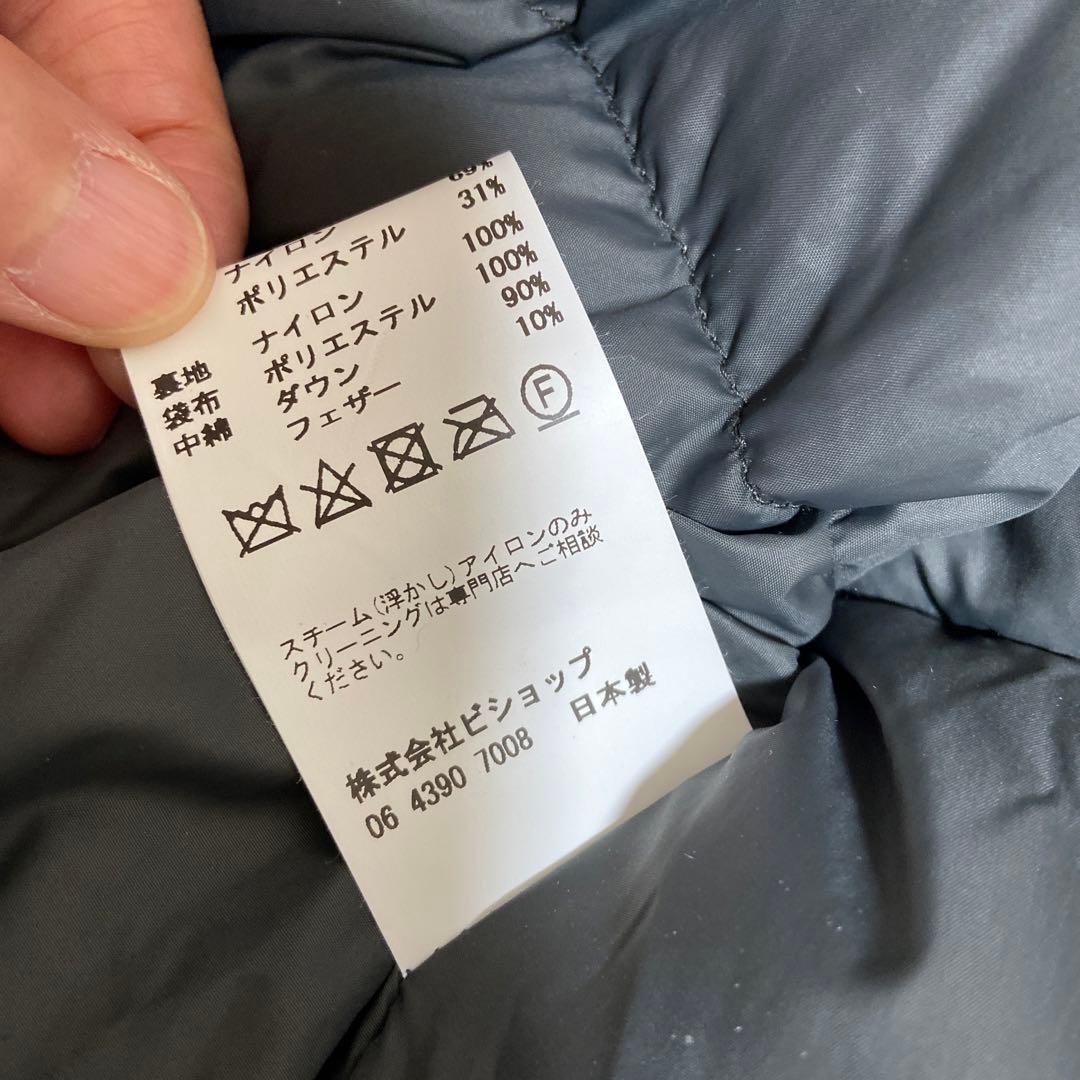 ナイロン 69%
ポリエステル 31%
裏地 ナイロン 100%
袋布 ポリエステル 100%
中綿 ダウン 90%
フェザー 10%
F
スチーム(浮かし)アイロンのみ
クリーニングは専門店へご相談
ください。
株式会社ビショップ
06 4390 7008 日本製